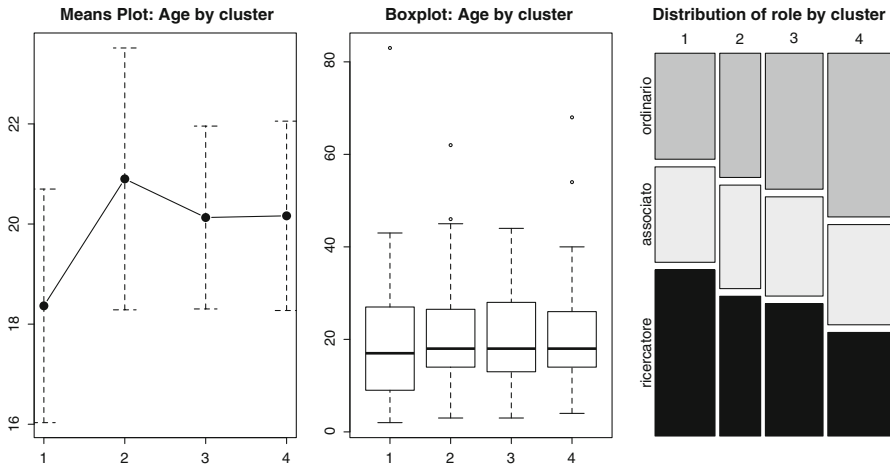 Means Plot: Age by cluster
22
20
18
16
1 2 3 4
Boxplot: Age by cluster
80
60
40
20
0
1 2 3 4
Distribution of role by cluster
1 2 3 4
ordinario
associato
ricercatore